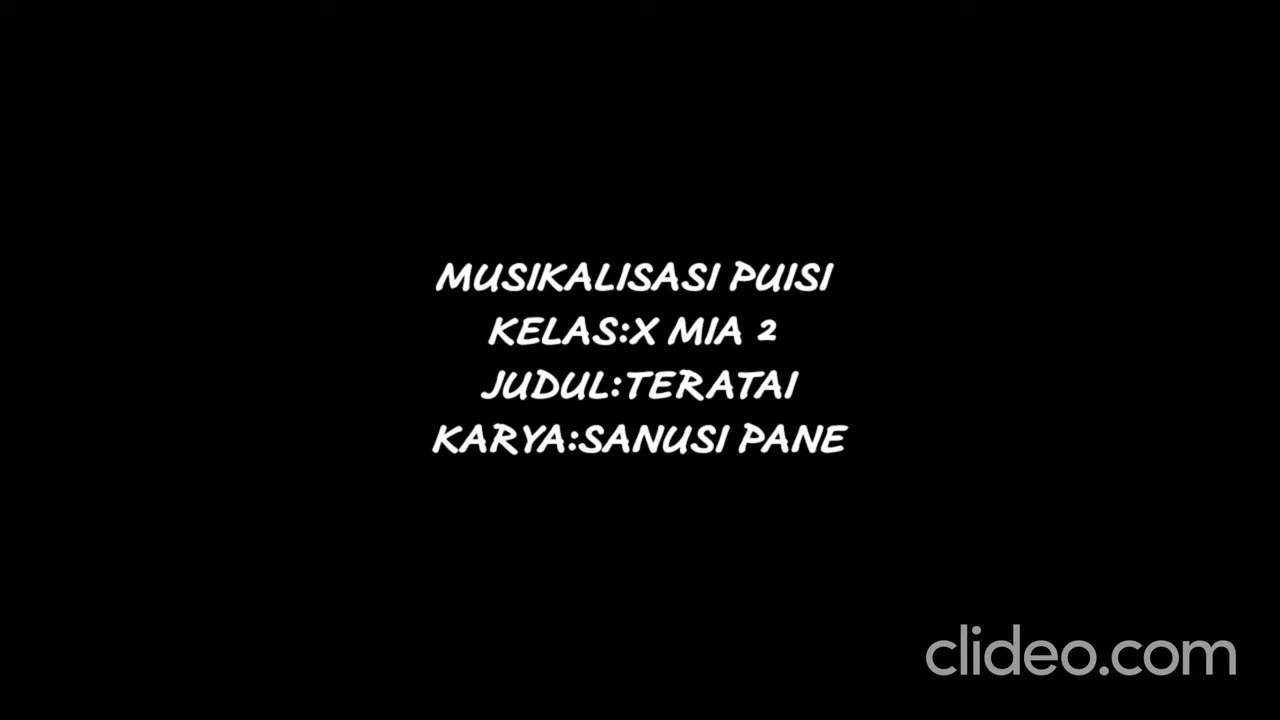 MUSIKALISASI PUISI
KELAS:X MIA 2
JUDUL:TERATAI
KARYA:SANUSI PANE
clideo.com